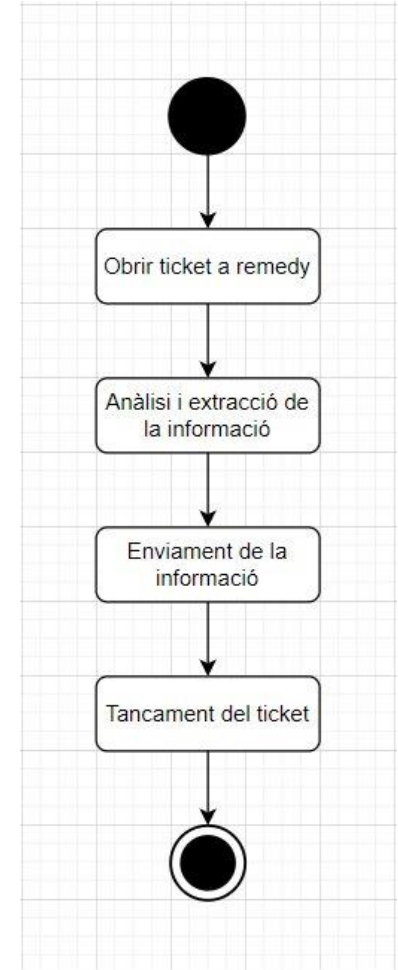 Obrir ticket a remedy
Anàlisi i extracció de
la informació
Enviament de la
informació
Tancament del ticket